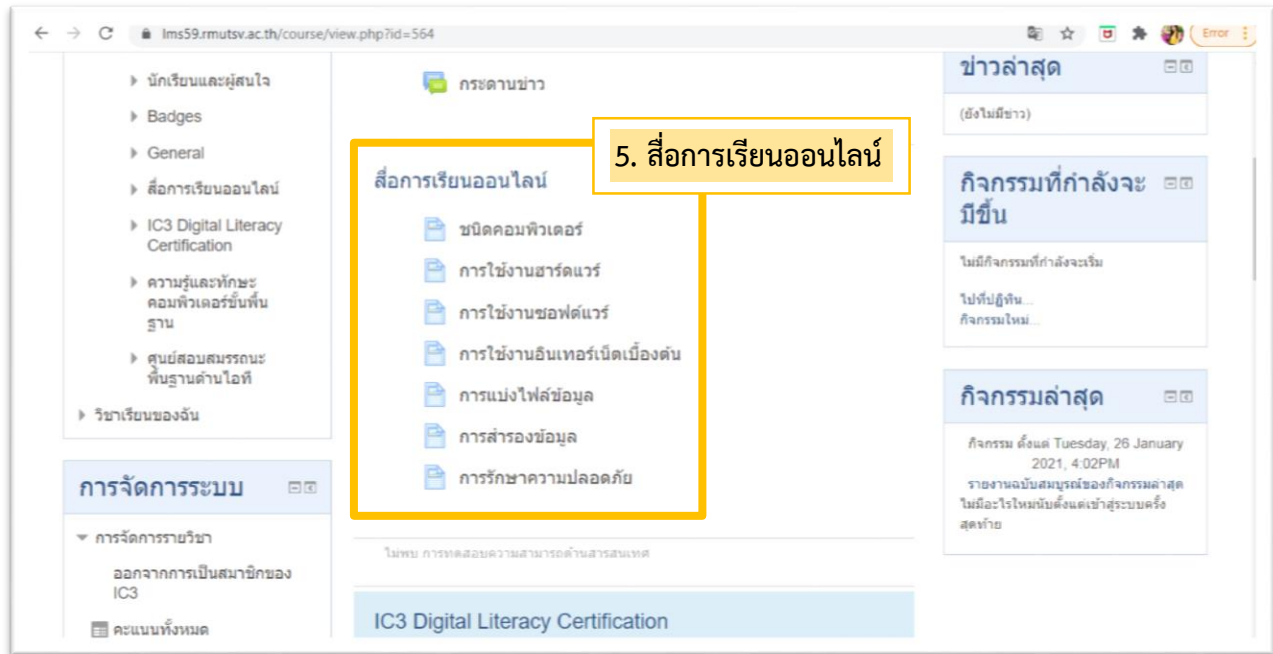 lms59.rmutsv.ac.th/course/view.php?id=564
Error
นักเรียนและผู้สนใจ
Badges
General
สื่อการเรียนออนไลน์
IC3 Digital Literacy
Certification
ความรู้และทักษะ
คอมพิวเตอร์ขั้นพื้น
ฐาน
ศูนย์สอบสมรรถนะ
พื้นฐานด้านไอที
วิชาเรียนของฉัน
การจัดการระบบ
การจัดการรายวิชา
ออกจากการเป็นสมาชิกของ
IC3
คะแนนทั้งหมด
กระดานข่าว
5. สื่อการเรียนออนไลน์
สื่อการเรียนออนไลน์
ชนิดคอมพิวเตอร์
การใช้งานฮาร์ดแวร์
การใช้งานซอฟต์แวร์
การใช้งานอินเทอร์เน็ตเบื้องต้น
การแบ่งไฟล์ข้อมูล
การสำรองข้อมูล
การรักษาความปลอดภัย
ไม่พบ การทดสอบความสามารถด้านสารสนเทศ
IC3 Digital Literacy Certification
ข่าวล่าสุด
(ยังไม่มีข่าว)
กิจกรรมที่กำลังจะ
มีขึ้น
ไม่มีกิจกรรมที่กำลังจะเริ่ม
ไปที่ปฏิทิน...
กิจกรรมใหม่...
กิจกรรมล่าสุด
กิจกรรม ตั้งแต่ Tuesday, 26 January
2021, 4:02PM
รายงานฉบับสมบูรณ์ของกิจกรรมล่าสุด
ไม่มีอะไรใหม่นับตั้งแต่เข้าสู่ระบบครั้ง
สุดท้าย